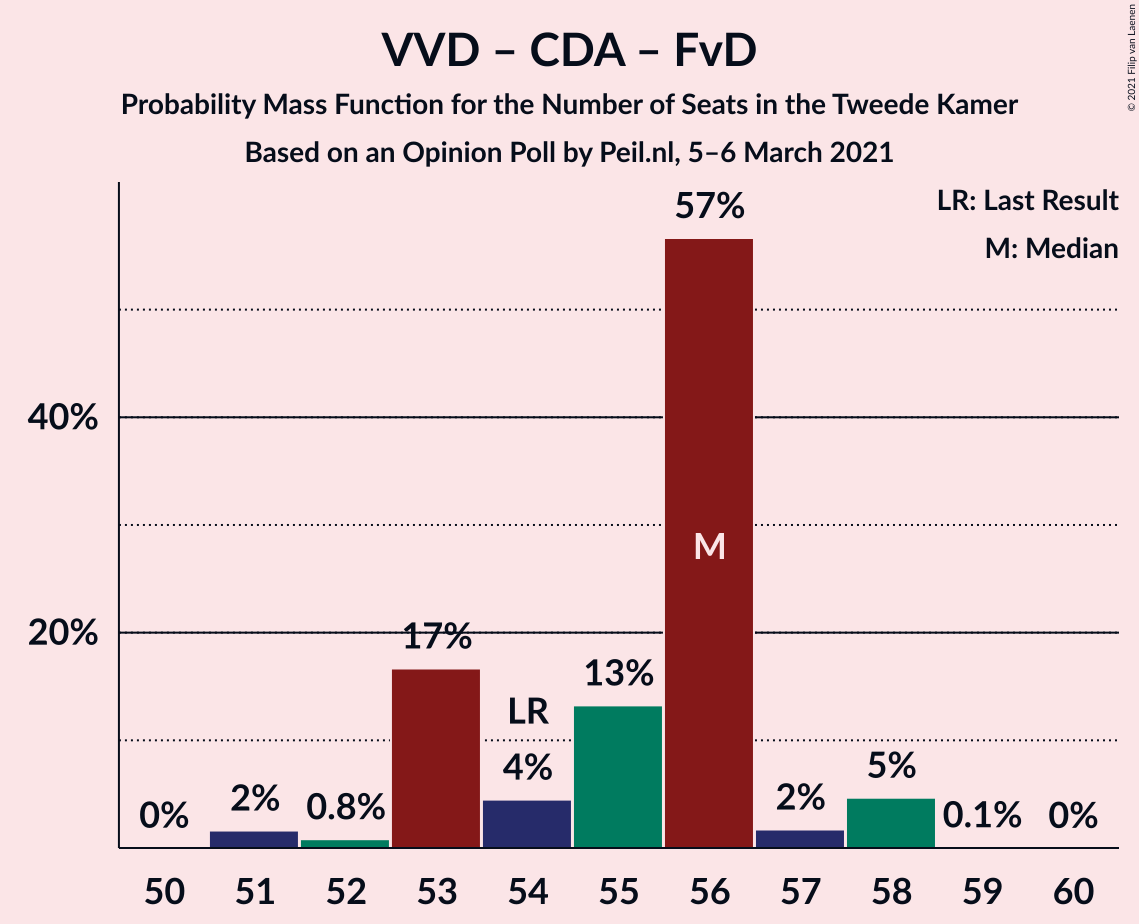 VVD – CDA – FvD
Probability Mass Function for the Number of Seats in the Tweede Kamer
Based on an Opinion Poll by Peil.nl, 5–6 March 2021
© 2021 Filip van Laenen
LR: Last Result
M: Median
57%
40%
M
20%
17%
13%
LR
4%
5%
2%
0.8%
2%
0%
0.1%
0%
50 51 52 53 54 55 56 57 58 59 60